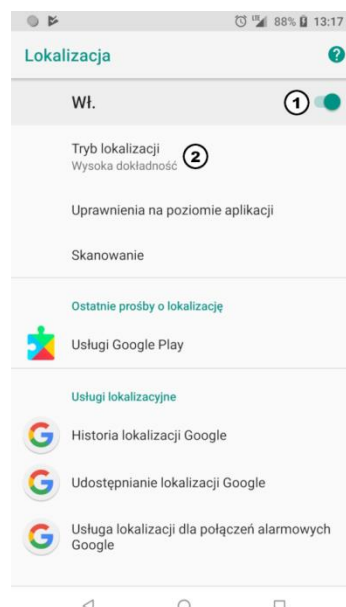 88% 13:17
Lokalizacja ?
Wł. 1
Tryb lokalizacji
Wysoka dokładność 2
Uprawnienia na poziomie aplikacji
Skanowanie
Ostatnie prośby o lokalizację
Usługi Google Play
Usługi lokalizacyjne
G Historia lokalizacji Google
G Udostępnianie lokalizacji Google
G Usługa lokalizacji dla połączeń alarmowych
Google